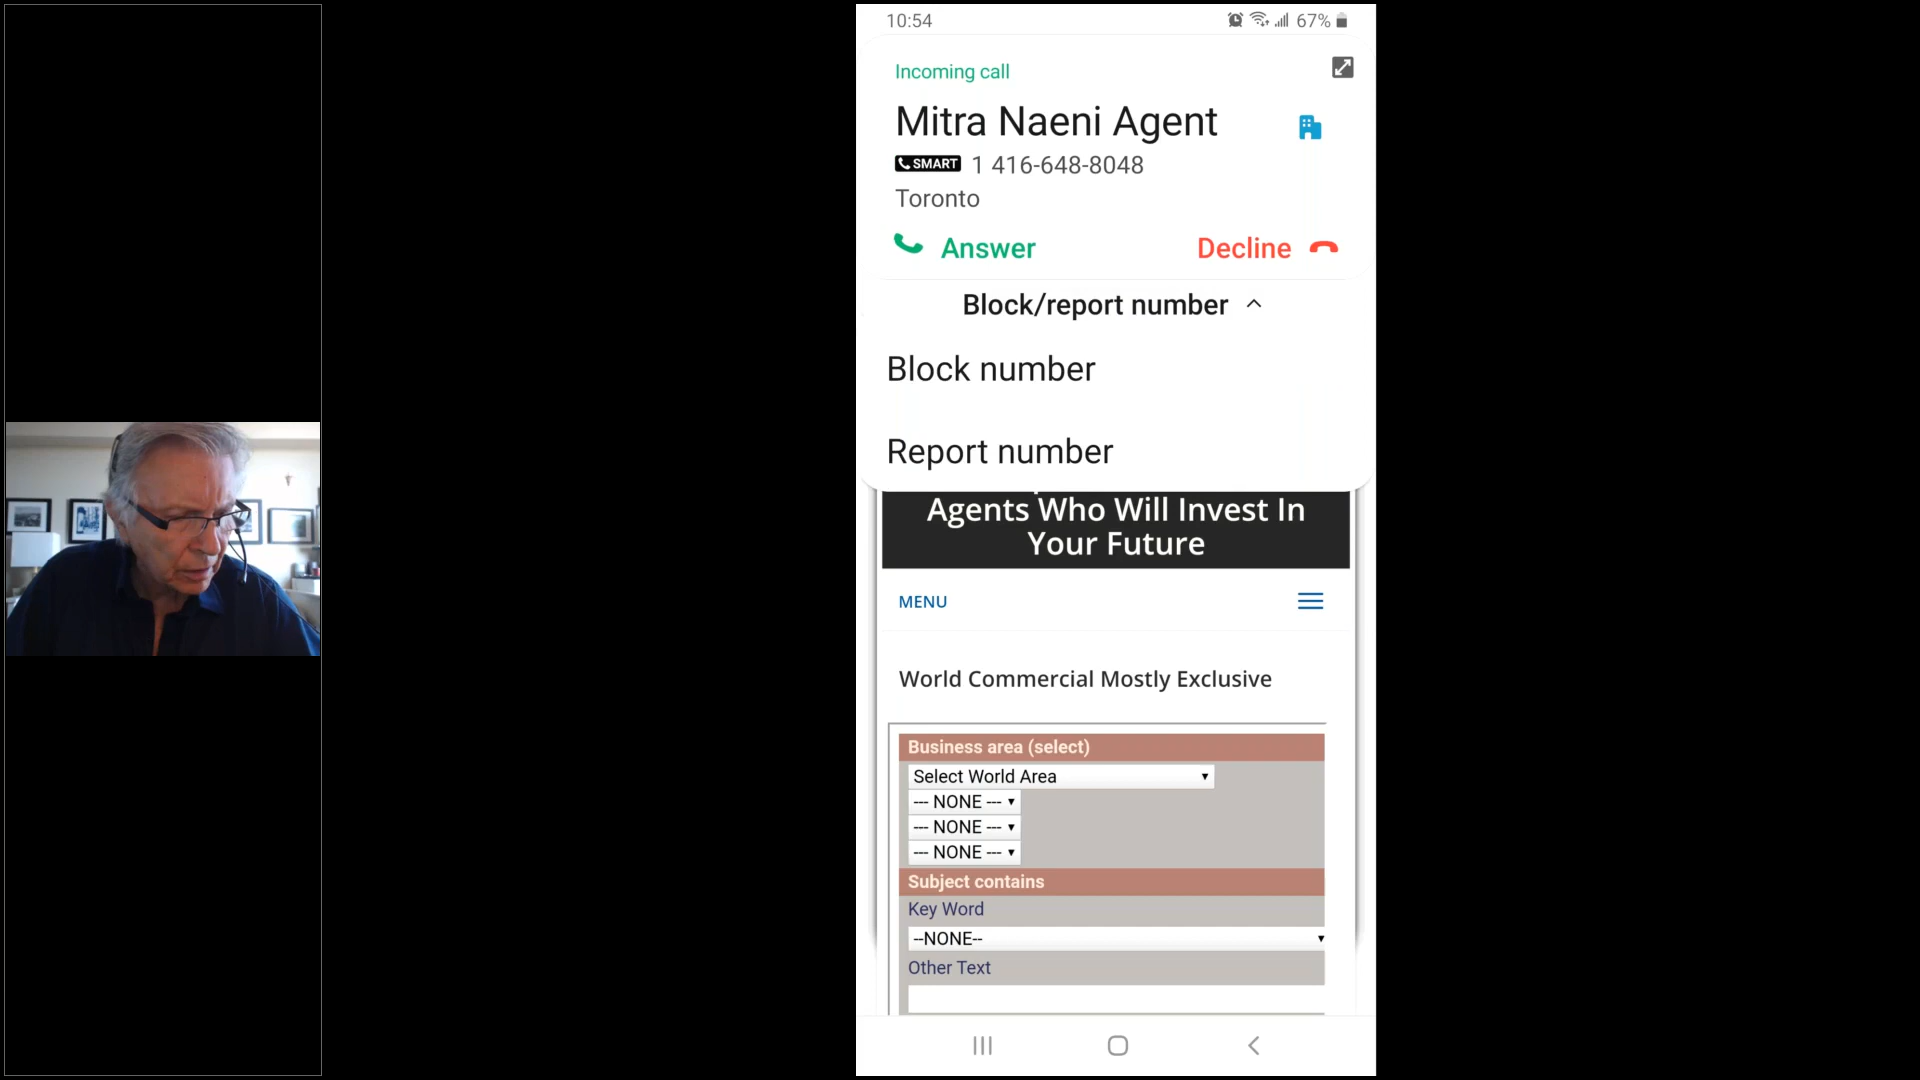 10:54
67%
Incoming call
Mitra Naeni Agent
SMART 1 416-648-8048
Toronto
Answer
Decline
Block/report number
Block number
Report number
Agents Who Will Invest In
Your Future
MENU
World Commercial Mostly Exclusive
Business area (select)
Select World Area
--- NONE ---
--- NONE ---
--- NONE ---
Subject contains
Key Word
--NONE--
Other Text